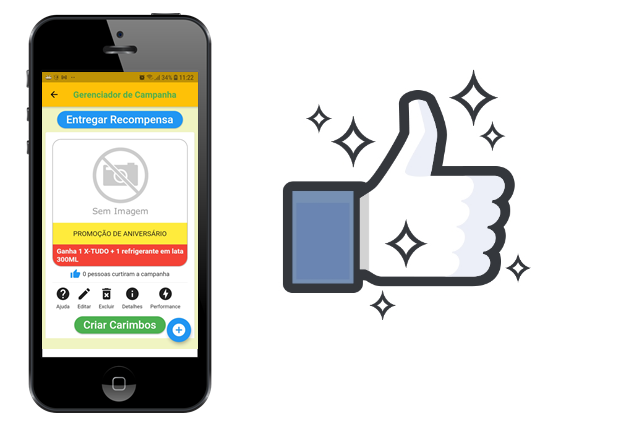 34% 11:22
Gerenciador de Campanha
Entregar Recompensa
Sem Imagem
PROMOÇÃO DE ANIVERSÁRIO
Ganha 1 X-TUDO + 1 refrigerante em lata
300ML
0 pessoas curtiram a campanha
Ajuda Editar Excluir Detalhes Performance
Criar Carimbos